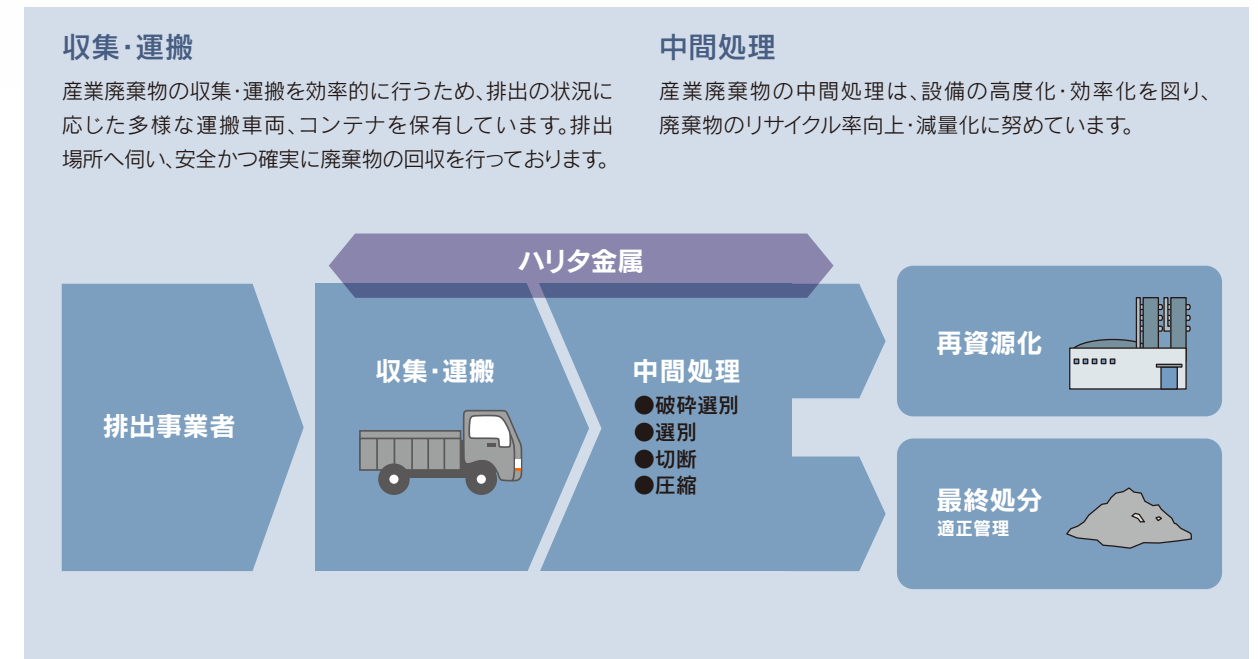 収集・運搬
産業廃棄物の収集・運搬を効率的に行うため、排出の状況に
応じた多様な運搬車両、コンテナを保有しています。排出
場所へ伺い、安全かつ確実に廃棄物の回収を行っております。
中間処理
産業廃棄物の中間処理は、設備の高度化・効率化を図り、
廃棄物のリサイクル率向上・減量化に努めています。
ハリタ金属
排出事業者
収集・運搬
中間処理
●破砕選別
●選別
●切断
●圧縮
再資源化
最終処分
適正管理